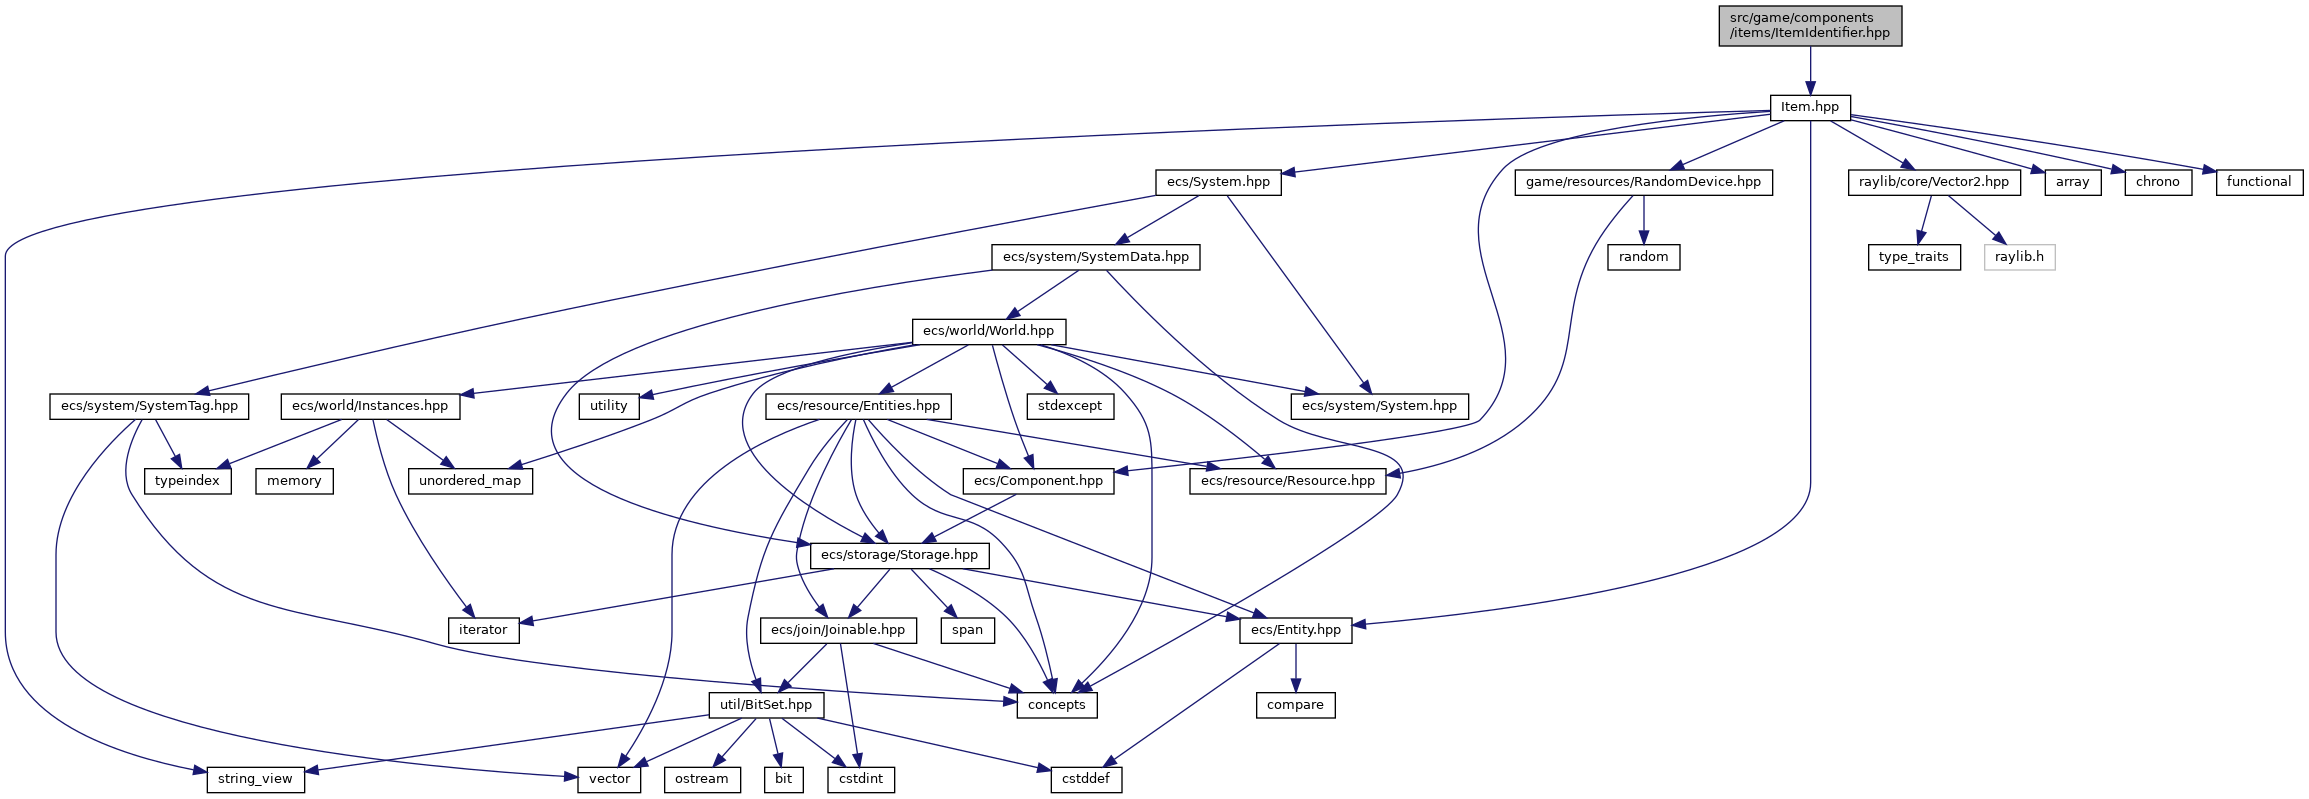 src/game/components
/items/ItemIdentifier.hpp
Item.hpp
ecs/System.hpp
game/resources/RandomDevice.hpp
raylib/core/Vector2.hpp
array
chrono
functional
ecs/system/SystemData.hpp
random
type_traits
raylib.h
ecs/world/World.hpp
ecs/system/SystemTag.hpp
ecs/world/Instances.hpp
utility
ecs/resource/Entities.hpp
stdexcept
ecs/system/System.hpp
typeindex
memory
unordered_map
ecs/Component.hpp
ecs/resource/Resource.hpp
ecs/storage/Storage.hpp
iterator
ecs/join/Joinable.hpp
span
ecs/Entity.hpp
util/BitSet.hpp
concepts
compare
string_view
vector
ostream
bit
cstdint
cstddef